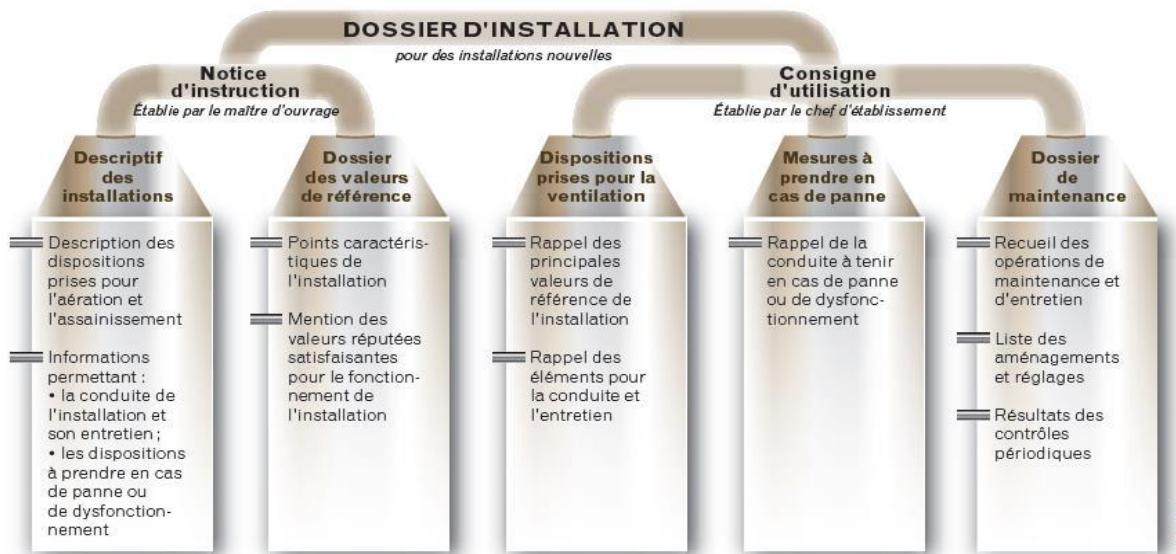 DOSSIER D'INSTALLATION
pour des installations nouvelles
Notice
d'instruction
Établie par le maître d'ouvrage
Consigne
d'utilisation
Établie par le chef d'établissement
Descriptif
des
installations
Description des
dispositions
prises pour
l'aération et
l'assainissement
Informations
permettant :
• la conduite de
l'installation et
son entretien ;
• les dispositions
à prendre en cas
de panne ou
de dysfonction-
nement
Dossier
des valeurs
de référence
Points caractéris-
tiques de
l'installation
Mention des
valeurs réputées
satisfaisantes
pour le fonction-
nement de
l'installation
Dispositions
prises pour la
ventilation
Rappel des
principales
valeurs de
référence de
l'installation
Rappel des
éléments pour
la conduite et
l'entretien
Mesures à
prendre en
cas de panne
Rappel de la
conduite à tenir
en cas de panne
ou de dysfonc-
tionnement
Dossier
de
maintenance
Recueil des
opérations de
maintenance et
d'entretien
Liste des
aménagements
et réglages
Résultats des
contrôles
périodiques